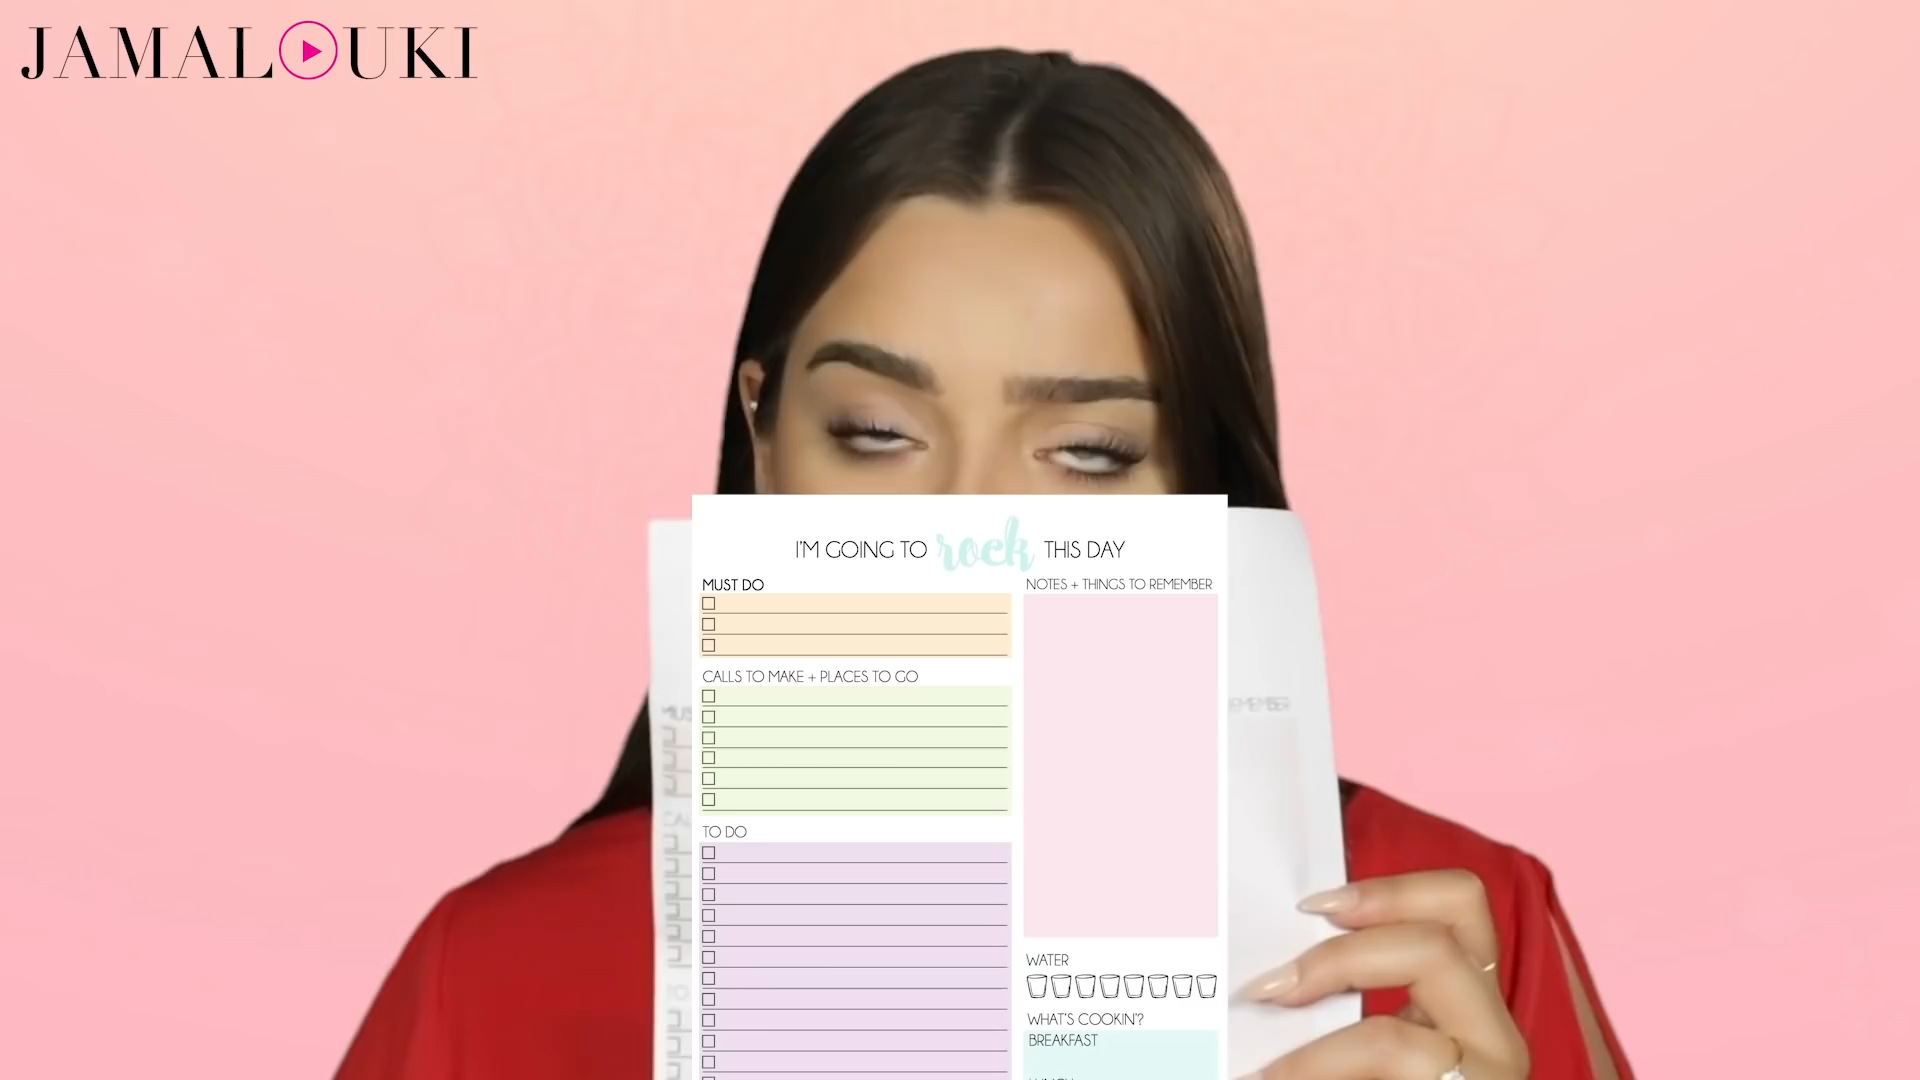 JAMALOUKI
I'M GOING TO rock THIS DAY
MUST DO
CALLS TO MAKE + PLACES TO GO
TO DO
NOTES + THINGS TO REMEMBER
WATER
WHAT'S COOKIN'?
BREAKFAST